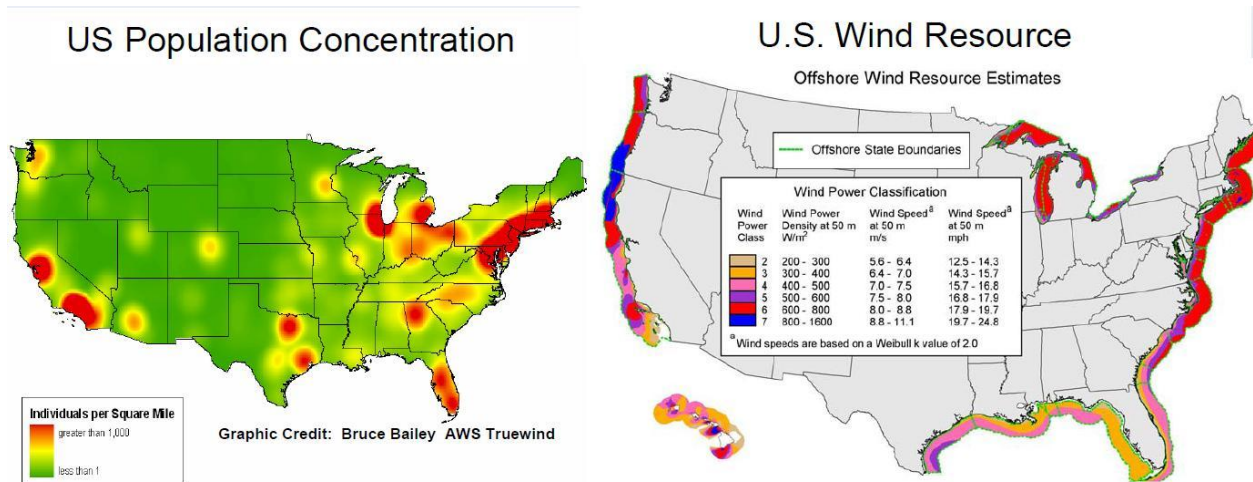 US Population Concentration
Individuals per Square Mile
greater than 1,000
less than 1
Graphic Credit: Bruce Bailey AWS Truewind
U.S. Wind Resource
Offshore Wind Resource Estimates
Offshore State Boundaries
Wind Power Classification
Wind Power Class Wind Power Density at 50 m W/m² Wind Speedᵃ at 50 m m/s Wind Speedᵃ at 50 m mph
2 200 - 300 5.6 - 6.4 12.5 - 14.3
3 300 - 400 6.4 - 7.0 14.3 - 15.7
4 400 - 500 7.0 - 7.5 15.7 - 16.8
5 500 - 600 7.5 - 8.0 16.8 - 17.9
6 600 - 800 8.0 - 8.8 17.9 - 19.7
7 800 - 1600 8.8 - 11.1 19.7 - 24.8
ᵃ Wind speeds are based on a Weibull k value of 2.0